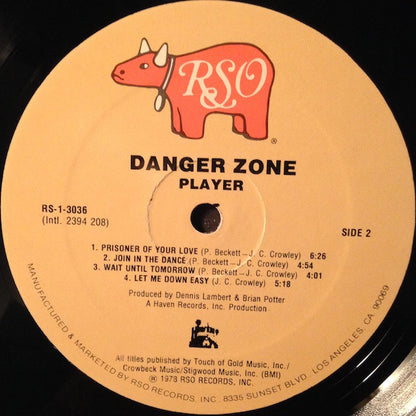 RSO
®
DANGER ZONE
PLAYER
RS-1-3036
(Intl. 2394 208)
SIDE 2
1. PRISONER OF YOUR LOVE (P. Beckett—J. C. Crowley) 6:26
2. JOIN IN THE DANCE (P. Beckett—J. C. Crowley) 4:54
3. WAIT UNTIL TOMORROW (P. Beckett—J. C. Crowley) 4:01
4. LET ME DOWN EASY (J. C. Crowley) 5:18
Produced by Dennis Lambert & Brian Potter
A Haven Records, Inc. Production
All titles published by Touch of Gold Music, Inc./
Crowbeck Music/Stigwood Music, Inc. (BMI)
℗ 1978 RSO RECORDS, INC.
MANUFACTURED & MARKETED BY RSO RECORDS, INC. 8335 SUNSET BLVD. LOS ANGELES, CA 90069